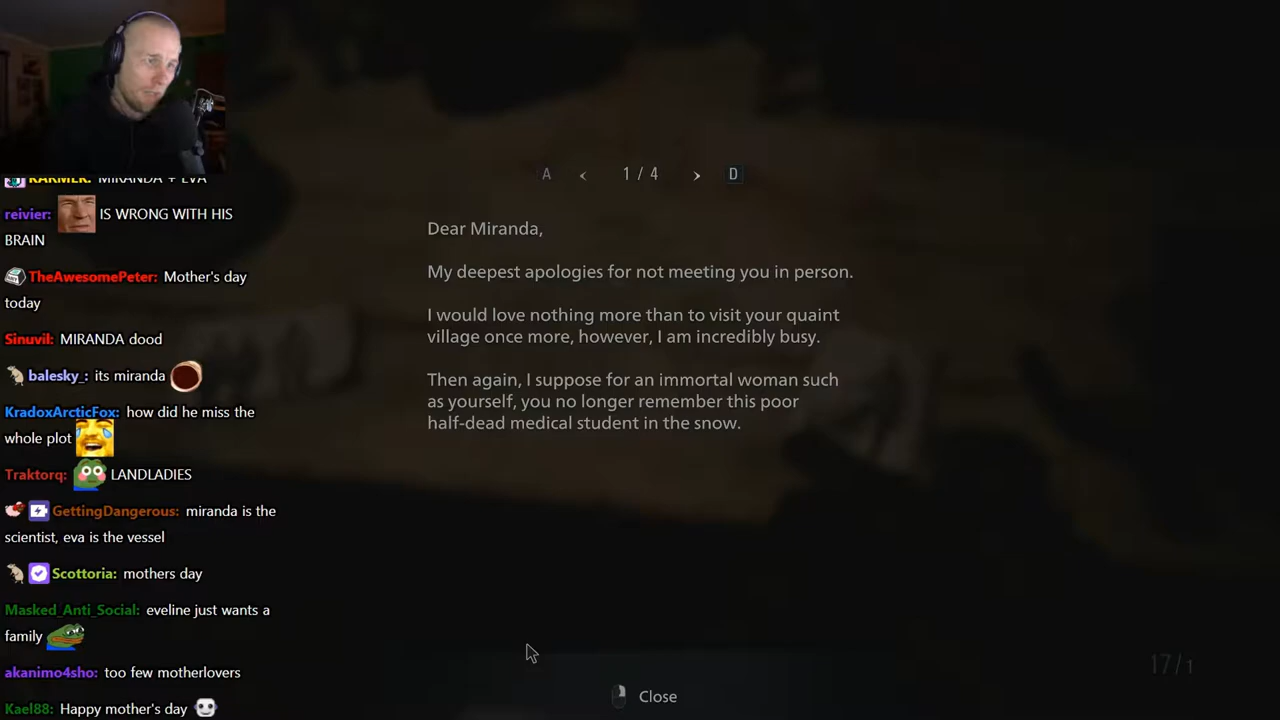 KARMER: MIRANDA + EVA
reivier: IS WRONG WITH HIS
BRAIN
TheAwesomePeter: Mother's day
today
Sinuvil: MIRANDA dood
balesky_: its miranda
KradoxArcticFox: how did he miss the
whole plot
Traktorq: LANDLADIES
GettingDangerous: miranda is the
scientist, eva is the vessel
Scottoria: mothers day
Masked_Anti_Social: eveline just wants a
family
akanimo4sho: too few motherlovers
Kael88: Happy mother's day
A < 1 / 4 > D
Dear Miranda,
My deepest apologies for not meeting you in person.
I would love nothing more than to visit your quaint
village once more, however, I am incredibly busy.
Then again, I suppose for an immortal woman such
as yourself, you no longer remember this poor
half-dead medical student in the snow.
17/1
Close